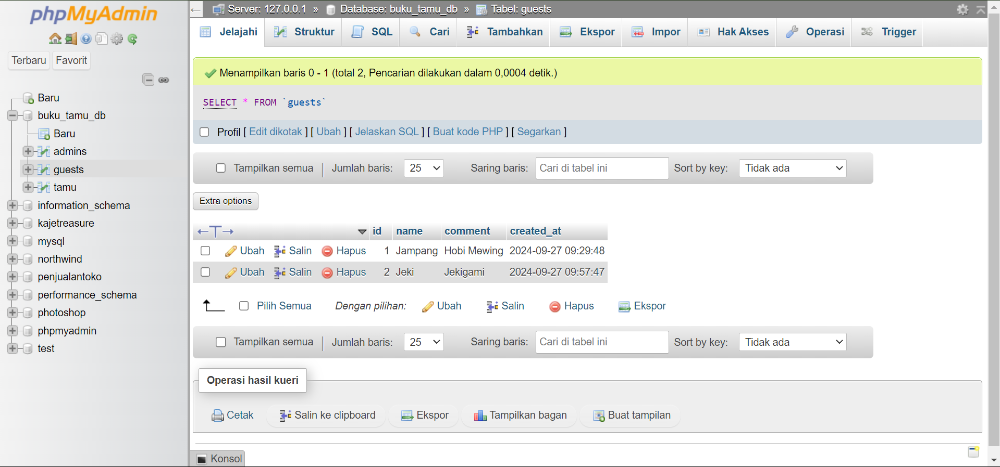 phpMyAdmin
Terbaru Favorit
Baru
buku_tamu_db
Baru
admins
guests
tamu
information_schema
kajetreasure
mysql
northwind
penjualantoko
performance_schema
photoshop
phpmyadmin
test
Server: 127.0.0.1 » Database: buku_tamu_db » Tabel: guests
Jelajahi Struktur SQL Cari Tambahkan Ekspor Impor Hak Akses Operasi Trigger
Menampilkan baris 0 - 1 (total 2, Pencarian dilakukan dalam 0,0004 detik.)
SELECT * FROM `guests`
Profil [ Edit dikotak ] [ Ubah ] [ Jelaskan SQL ] [ Buat kode PHP ] [ Segarkan ]
Tampilkan semua Jumlah baris: 25 Saring baris: Cari di tabel ini Sort by key: Tidak ada
Extra options
id name comment created_at
Ubah Salin Hapus 1 Jampang Hobi Mewing 2024-09-27 09:29:48
Ubah Salin Hapus 2 Jeki Jekigami 2024-09-27 09:57:47
Pilih Semua Dengan pilihan: Ubah Salin Hapus Ekspor
Tampilkan semua Jumlah baris: 25 Saring baris: Cari di tabel ini Sort by key: Tidak ada
Operasi hasil kueri
Cetak Salin ke clipboard Ekspor Tampilkan bagan Buat tampilan
Konsol